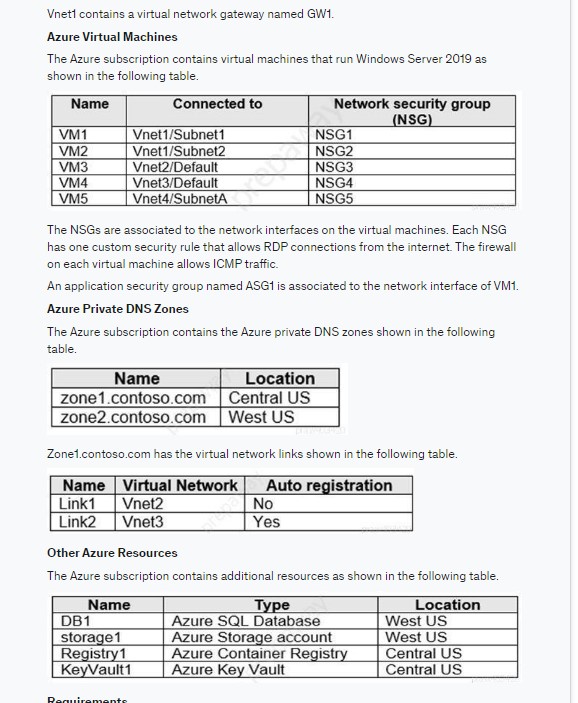 Vnet1 contains a virtual network gateway named GW1.
Azure Virtual Machines
The Azure subscription contains virtual machines that run Windows Server 2019 as
shown in the following table.
Name Connected to Network security group
(NSG)
VM1 Vnet1/Subnet1 NSG1
VM2 Vnet1/Subnet2 NSG2
VM3 Vnet2/Default NSG3
VM4 Vnet3/Default NSG4
VM5 Vnet4/SubnetA NSG5
The NSGs are associated to the network interfaces on the virtual machines. Each NSG
has one custom security rule that allows RDP connections from the internet. The firewall
on each virtual machine allows ICMP traffic.
An application security group named ASG1 is associated to the network interface of VM1.
Azure Private DNS Zones
The Azure subscription contains the Azure private DNS zones shown in the following
table.
Name Location
zone1.contoso.com Central US
zone2.contoso.com West US
Zone1.contoso.com has the virtual network links shown in the following table.
Name Virtual Network Auto registration
Link1 Vnet2 No
Link2 Vnet3 Yes
Other Azure Resources
The Azure subscription contains additional resources as shown in the following table.
Name Type Location
DB1 Azure SQL Database West US
storage1 Azure Storage account West US
Registry1 Azure Container Registry Central US
KeyVault1 Azure Key Vault Central US
Requirements